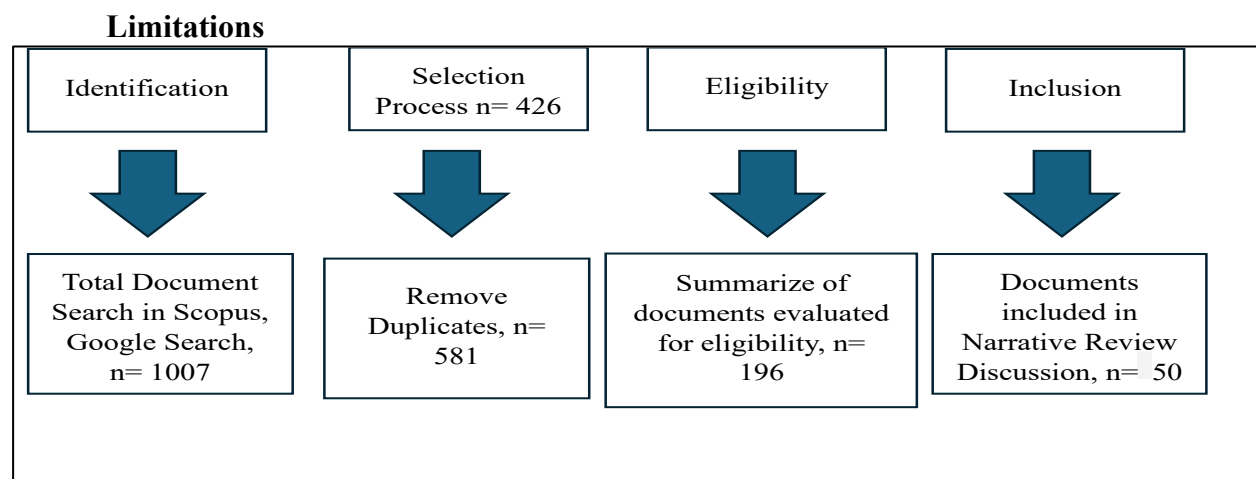 Limitations
Identification
Selection
Process n= 426
Eligibility
Inclusion
Total Document
Search in Scopus,
Google Search,
n= 1007
Remove
Duplicates, n=
581
Summarize of
documents evaluated
for eligibility, n=
196
Documents
included in
Narrative Review
Discussion, n= 50